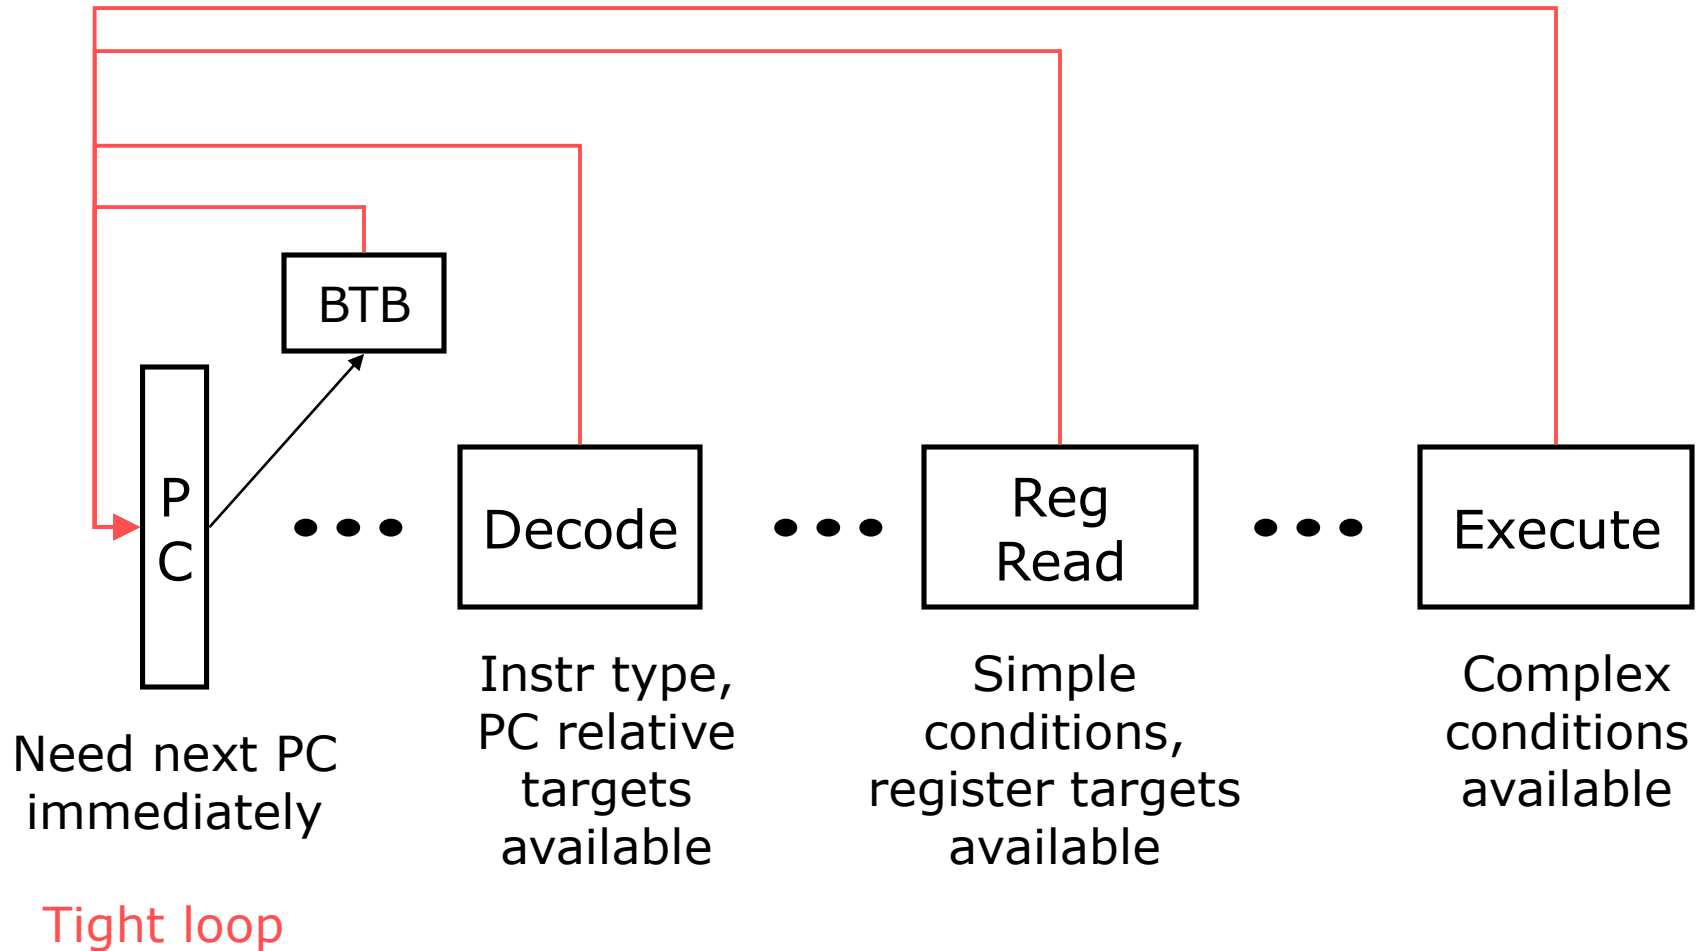 BTB
P
C
Decode
Reg
Read
Execute
Need next PC
immediately
Instr type,
PC relative
targets
available
Simple
conditions,
register targets
available
Complex
conditions
available
Tight loop